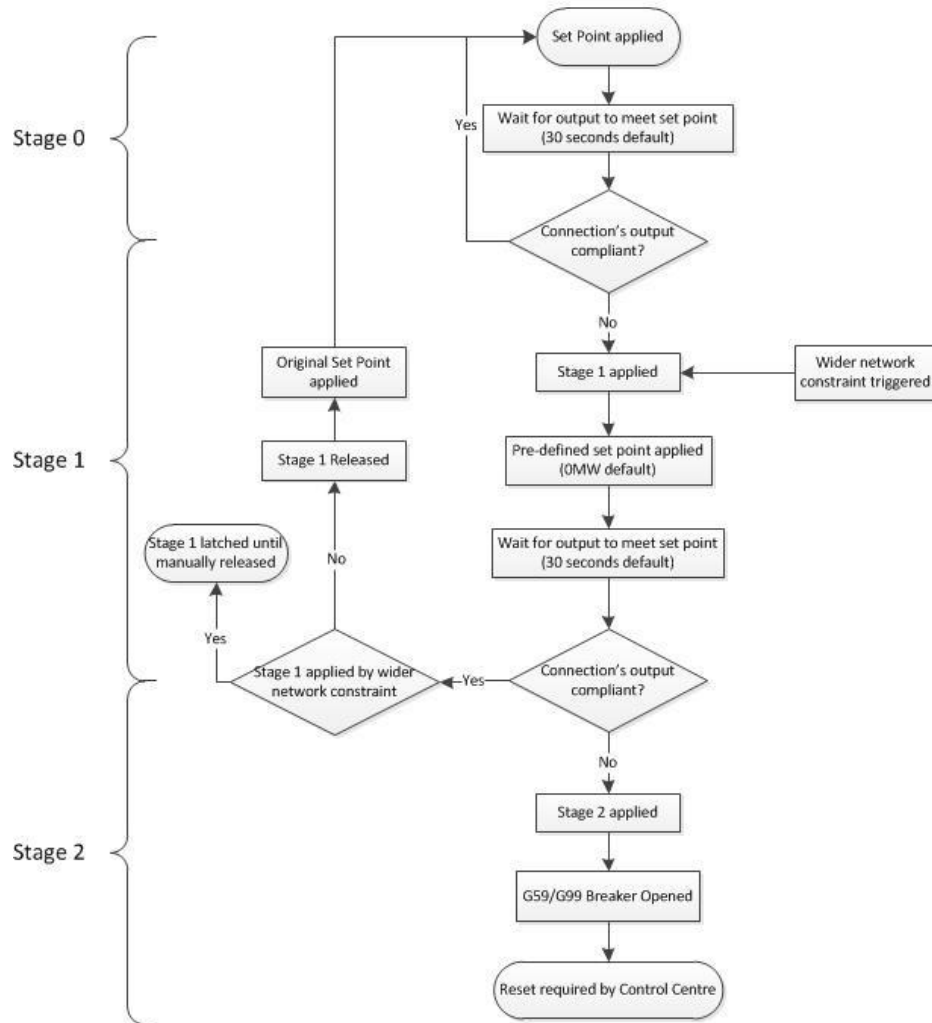 Set Point applied
Stage 0
Yes
Wait for output to meet set point
(30 seconds default)
Connection's output
compliant?
No
Original Set Point
applied
Stage 1 applied
Wider network
constraint triggered
Stage 1
Stage 1 Released
Pre-defined set point applied
(0MW default)
Stage 1 latched until
manually released
No
Wait for output to meet set point
(30 seconds default)
Yes
Stage 1 applied by wider
network constraint
Yes
Connection's output
compliant?
No
Stage 2 applied
Stage 2
G59/G99 Breaker Opened
Reset required by Control Centre